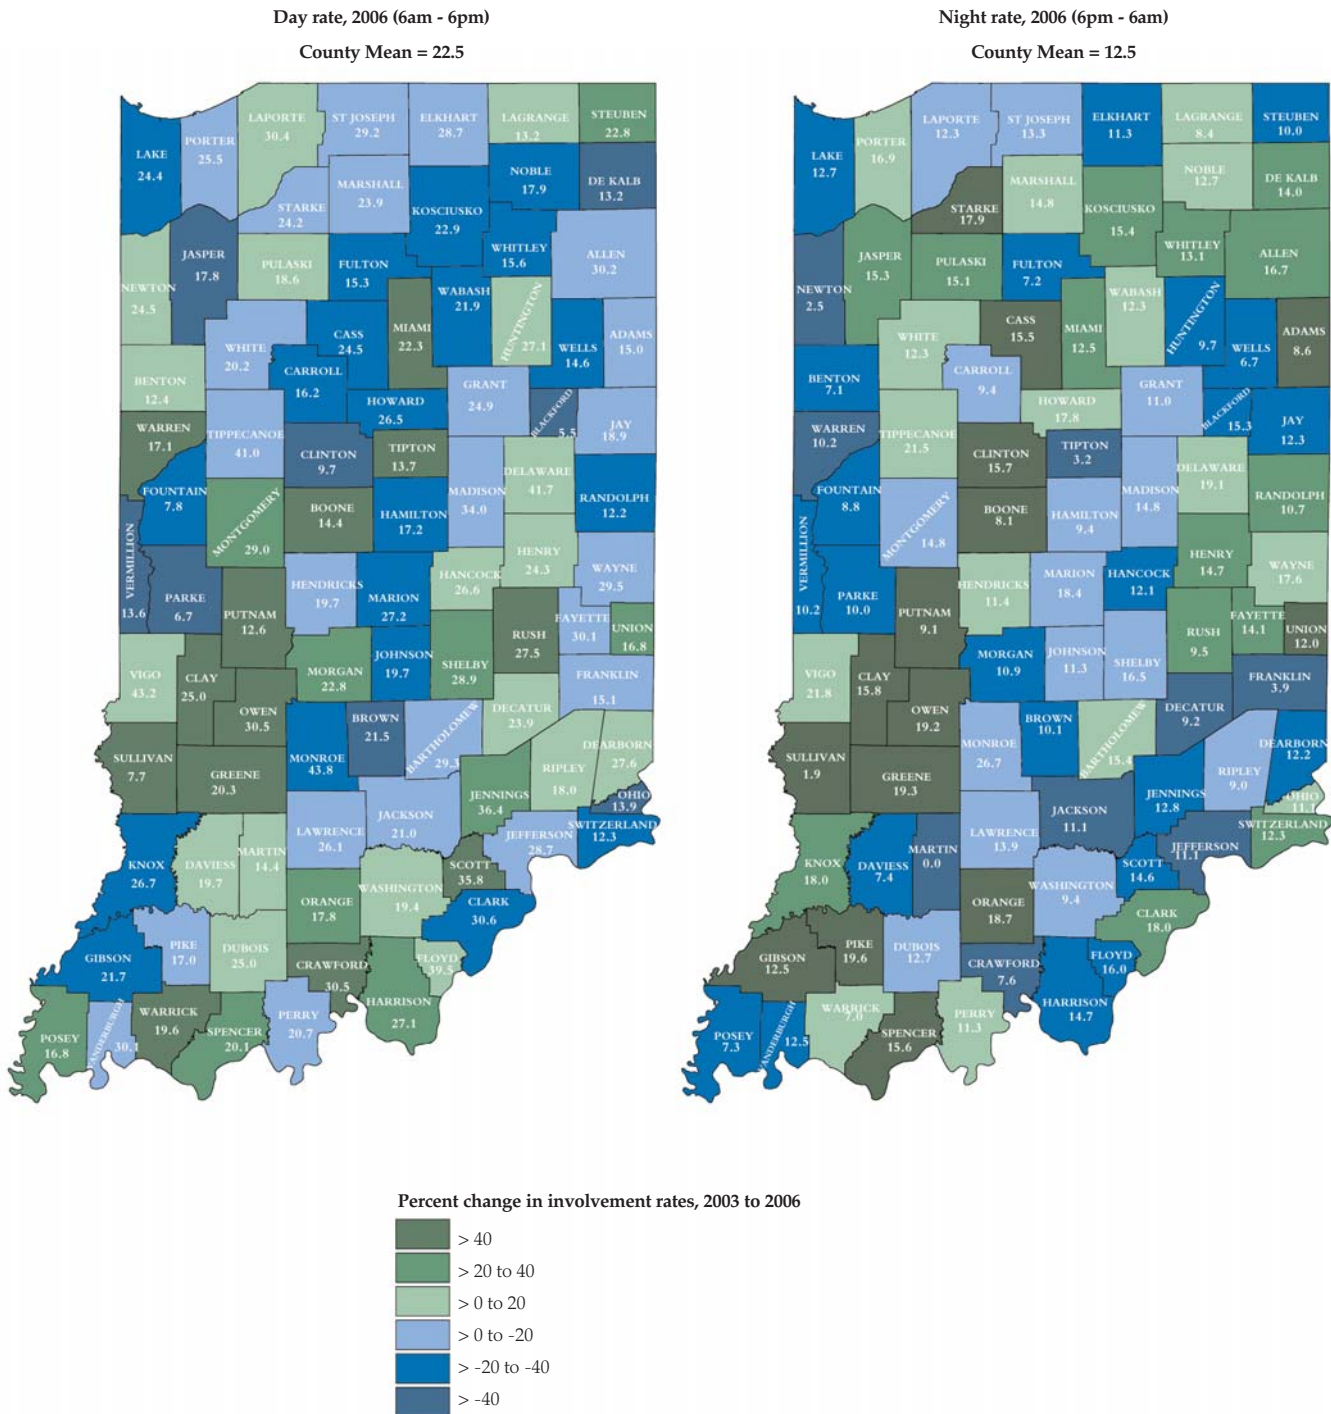 Day rate, 2006 (6am - 6pm)
County Mean = 22.5
LAKE
24.4
PORTER
25.5
LAPORTE
30.4
ST JOSEPH
29.2
ELKHART
28.7
LAGRANGE
13.2
STEUBEN
22.8
NOBLE
17.9
DE KALB
13.2
MARSHALL
23.9
STARKE
24.2
KOSCIUSKO
22.9
WHITLEY
15.6
ALLEN
30.2
JASPER
17.8
NEWTON
24.5
PULASKI
18.6
FULTON
15.3
WABASH
21.9
HUNTINGTON
27.1
MIAMI
22.3
CASS
24.5
WHITE
20.2
CARROLL
16.2
WELLS
14.6
ADAMS
15.0
BENTON
12.4
GRANT
24.9
HOWARD
26.5
BLACKFORD
5.5
JAY
18.9
WARREN
17.1
TIPPECANOE
41.0
CLINTON
9.7
TIPTON
13.7
DELAWARE
41.7
RANDOLPH
12.2
FOUNTAIN
7.8
MONTGOMERY
29.0
BOONE
14.4
HAMILTON
17.2
MADISON
34.0
HENRY
24.3
WAYNE
29.5
VERMILLION
13.6
PARKE
6.7
PUTNAM
12.6
HENDRICKS
19.7
MARION
27.2
HANCOCK
26.6
RUSH
27.5
FAYETTE
30.1
UNION
16.8
VIGO
43.2
CLAY
25.0
OWEN
30.5
MORGAN
22.8
JOHNSON
19.7
SHELBY
28.9
DECATUR
23.9
FRANKLIN
15.1
SULLIVAN
7.7
GREENE
20.3
MONROE
43.8
BROWN
21.5
BARTHOLOMEW
29.3
JENNINGS
36.4
RIPLEY
18.0
DEARBORN
27.6
OHIO
13.9
SWITZERLAND
12.3
JEFFERSON
28.7
JACKSON
21.0
LAWRENCE
26.1
MARTIN
14.4
DAVIESS
19.7
KNOX
26.7
SCOTT
35.8
WASHINGTON
19.4
ORANGE
17.8
CLARK
30.6
FLOYD
39.5
HARRISON
27.1
CRAWFORD
30.5
DUBOIS
25.0
PIKE
17.0
GIBSON
21.7
POSEY
16.8
VANDERBURGH
30.1
WARRICK
19.6
SPENCER
20.1
PERRY
20.7
Night rate, 2006 (6pm - 6am)
County Mean = 12.5
LAKE
12.7
PORTER
16.9
LAPORTE
12.3
ST JOSEPH
13.3
ELKHART
11.3
LAGRANGE
8.4
STEUBEN
10.0
NOBLE
12.7
DE KALB
14.0
MARSHALL
14.8
STARKE
17.9
KOSCIUSKO
15.4
WHITLEY
13.1
ALLEN
16.7
JASPER
15.3
NEWTON
2.5
PULASKI
15.1
FULTON
7.2
WABASH
12.3
HUNTINGTON
9.7
MIAMI
12.5
CASS
15.5
WHITE
12.3
CARROLL
9.4
WELLS
6.7
ADAMS
8.6
BENTON
7.1
GRANT
11.0
HOWARD
17.8
BLACKFORD
15.3
JAY
12.3
WARREN
10.2
TIPPECANOE
21.5
CLINTON
15.7
TIPTON
3.2
DELAWARE
19.1
RANDOLPH
10.7
FOUNTAIN
8.8
MONTGOMERY
14.8
BOONE
8.1
HAMILTON
9.4
MADISON
14.8
HENRY
14.7
WAYNE
17.6
VERMILLION
10.2
PARKE
10.0
PUTNAM
9.1
HENDRICKS
11.4
MARION
18.4
HANCOCK
12.1
RUSH
9.5
FAYETTE
14.1
UNION
12.0
VIGO
21.8
CLAY
15.8
OWEN
19.2
MORGAN
10.9
JOHNSON
11.3
SHELBY
16.5
DECATUR
9.2
FRANKLIN
3.9
SULLIVAN
1.9
GREENE
19.3
MONROE
26.7
BROWN
10.1
BARTHOLOMEW
15.4
JENNINGS
12.8
RIPLEY
9.0
DEARBORN
12.2
OHIO
11.1
SWITZERLAND
12.3
JEFFERSON
11.1
JACKSON
11.1
LAWRENCE
13.9
MARTIN
0.0
DAVIESS
7.4
KNOX
18.0
SCOTT
14.6
WASHINGTON
9.4
ORANGE
18.7
CLARK
18.0
FLOYD
16.0
HARRISON
14.7
CRAWFORD
7.6
DUBOIS
12.7
PIKE
19.6
GIBSON
12.5
POSEY
7.3
VANDERBURGH
12.5
WARRICK
7.0
SPENCER
15.6
PERRY
11.3
Percent change in involvement rates, 2003 to 2006
> 40
> 20 to 40
> 0 to 20
> 0 to -20
> -20 to -40
> -40